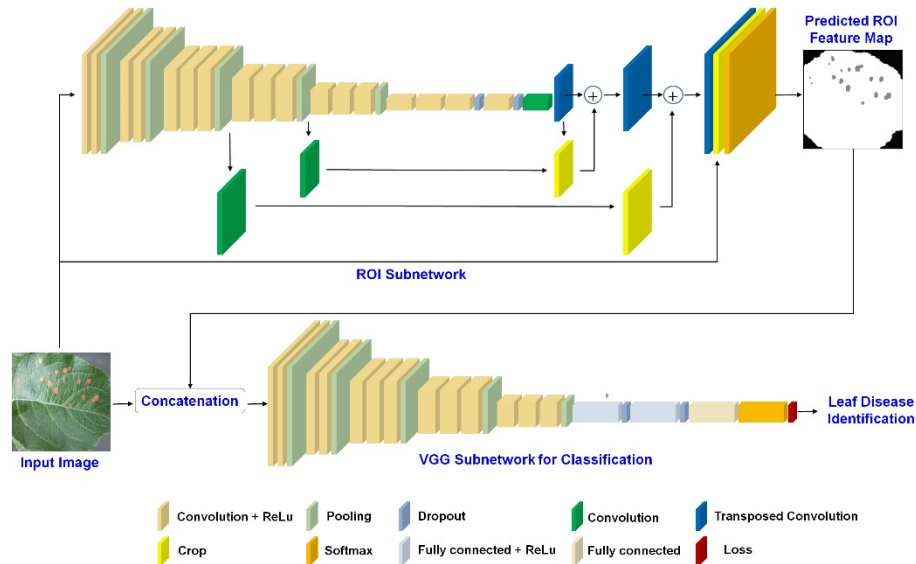 Predicted ROI
Feature Map
ROI Subnetwork
Concatenation
Input Image
VGG Subnetwork for Classification
Leaf Disease
Identification
Convolution + ReLu
Pooling
Dropout
Convolution
Transposed Convolution
Crop
Softmax
Fully connected + ReLu
Fully connected
Loss